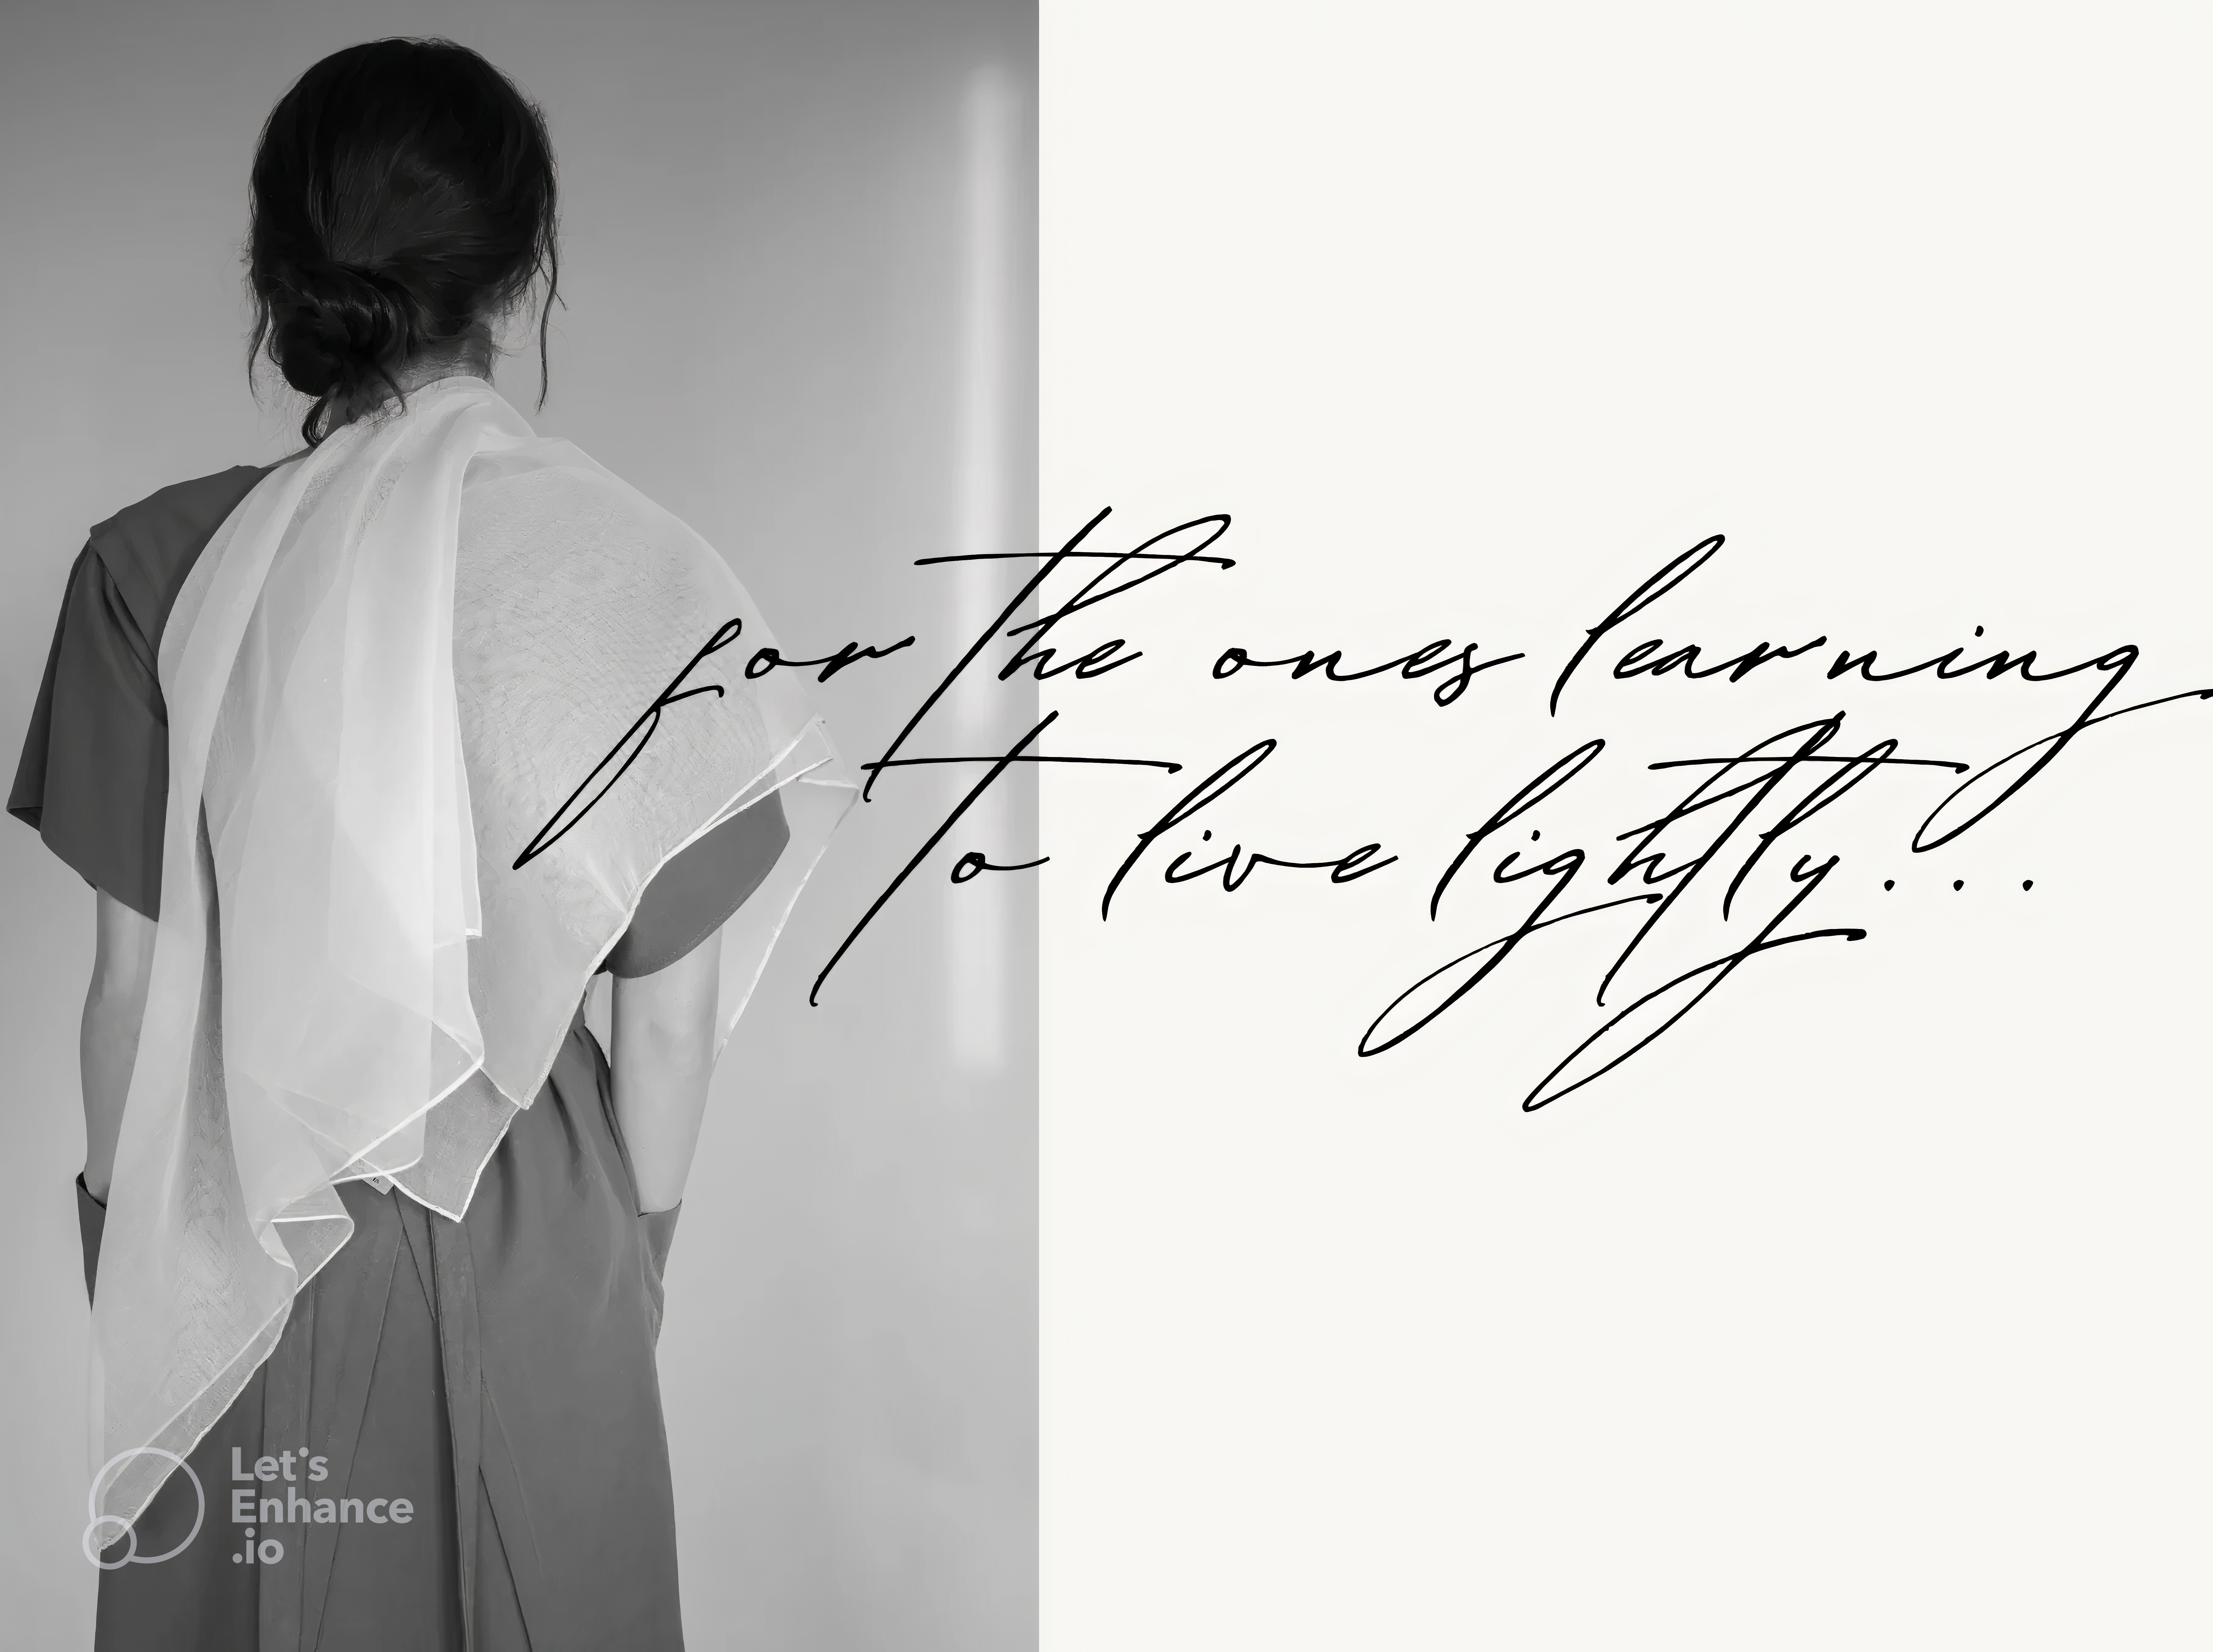 for the ones learning
to live lightly...
Let's
Enhance
.io